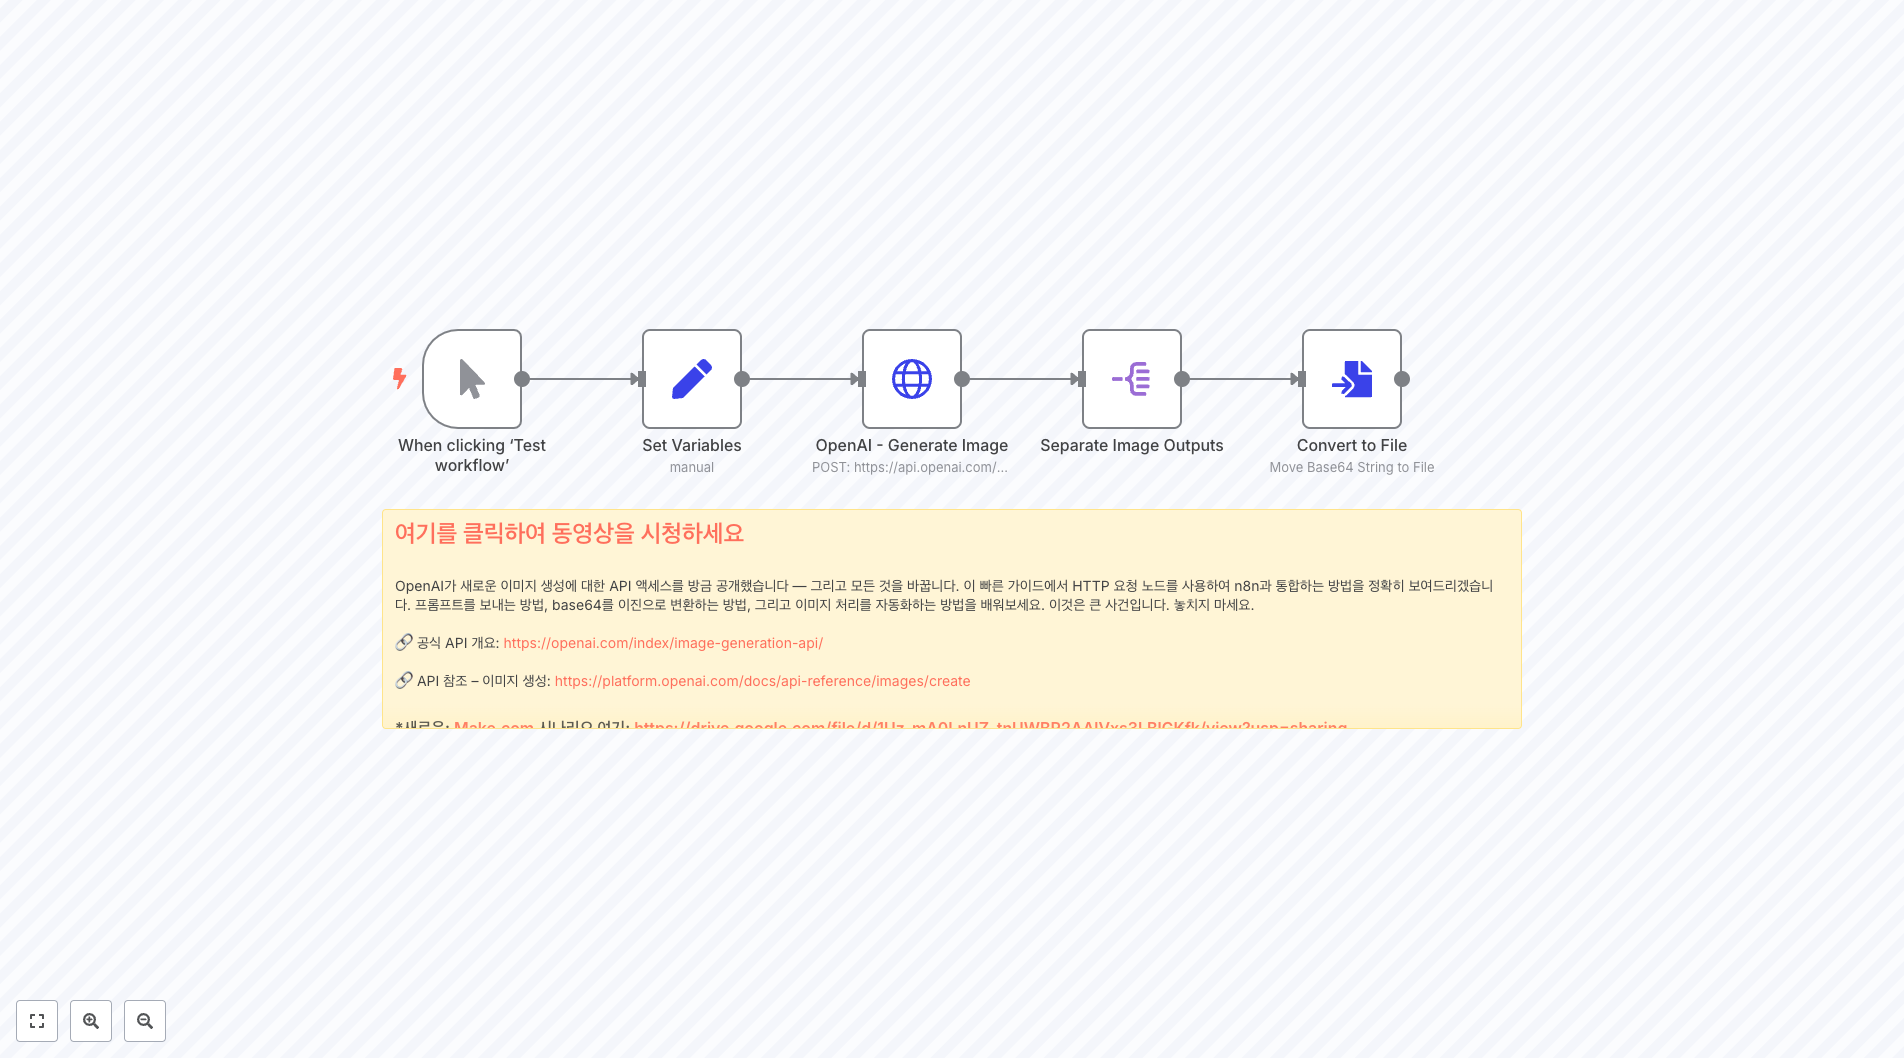 When clicking ‘Test
workflow’
Set Variables
manual
OpenAI - Generate Image
POST: https://api.openai.com/...
Separate Image Outputs
Convert to File
Move Base64 String to File
여기를 클릭하여 동영상을 시청하세요
OpenAI가 새로운 이미지 생성에 대한 API 액세스를 방금 공개했습니다 — 그리고 모든 것을 바꿉니다. 이 빠른 가이드에서 HTTP 요청 노드를 사용하여 n8n과 통합하는 방법을 정확히 보여드리겠습니
다. 프롬프트를 보내는 방법, base64를 이진으로 변환하는 방법, 그리고 이미지 처리를 자동화하는 방법을 배워보세요. 이것은 큰 사건입니다. 놓치지 마세요.
🔗 공식 API 개요: https://openai.com/index/image-generation-api/
🔗 API 참조 – 이미지 생성: https://platform.openai.com/docs/api-reference/images/create
*새로움: Make.com 시나리오 여기: